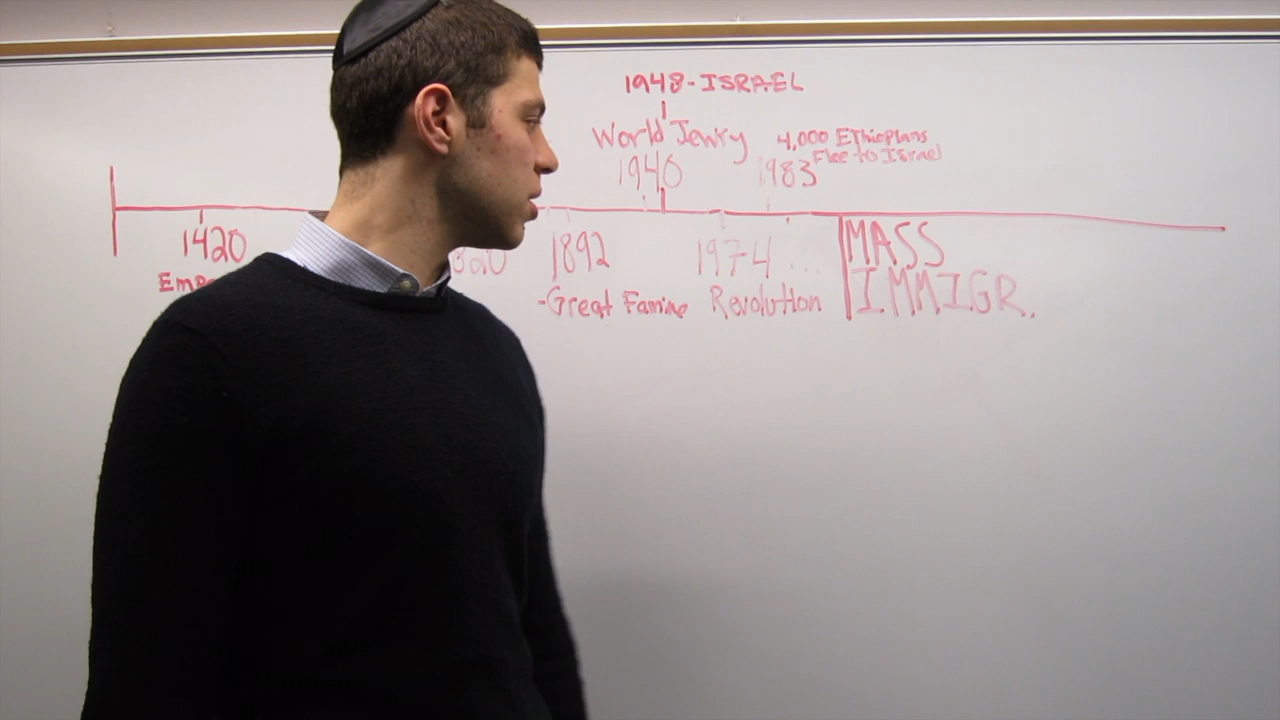 1948-ISRAEL
World Jewry
4,000 Ethiopians
Flee to Israel
1940
1983
1420
1892
1974...
-Great Famine
Revolution
MASS
IMMIGR.